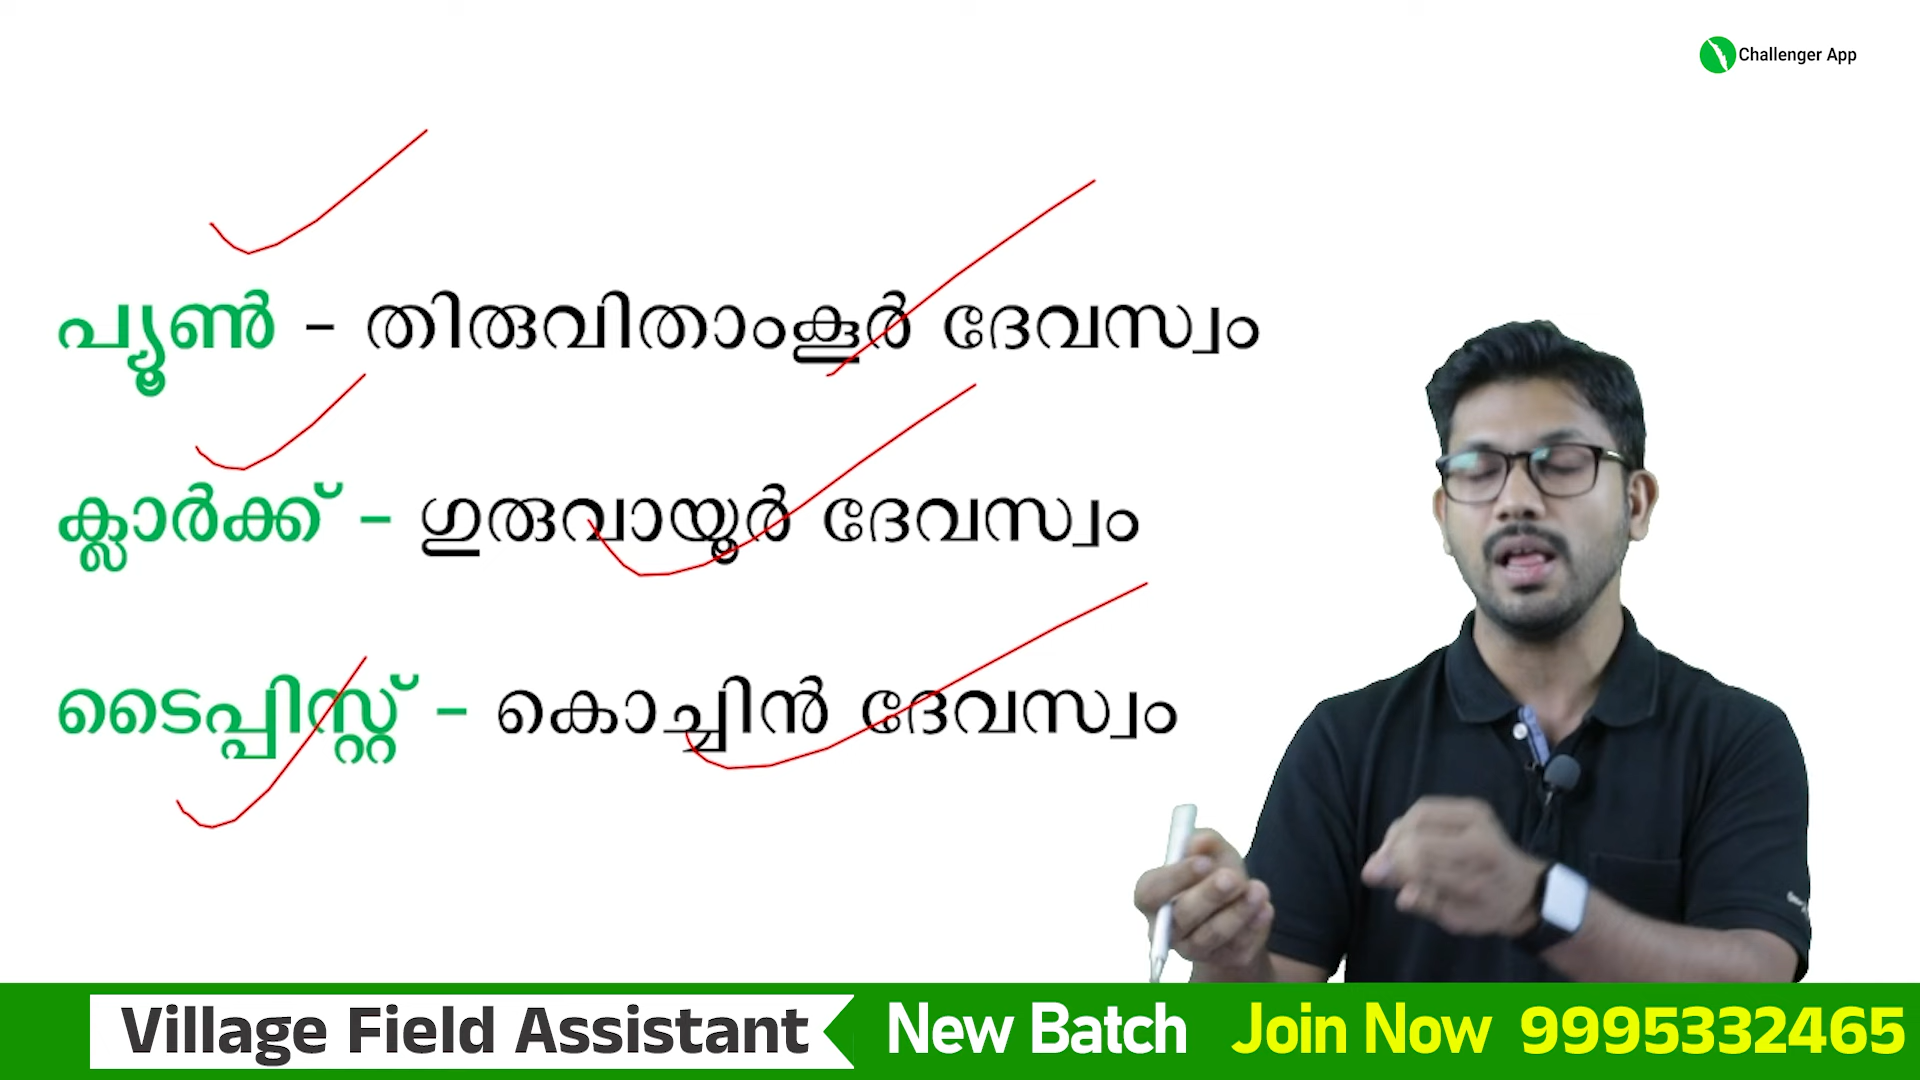 Challenger App
പ്യൂൺ - തിരുവിതാംകൂർ ദേവസ്വം
ക്ലാർക്ക് - ഗുരുവായൂർ ദേവസ്വം
ടൈപ്പിസ്റ്റ് - കൊച്ചിൻ ദേവസ്വം
Village Field Assistant New Batch Join Now 9995332465